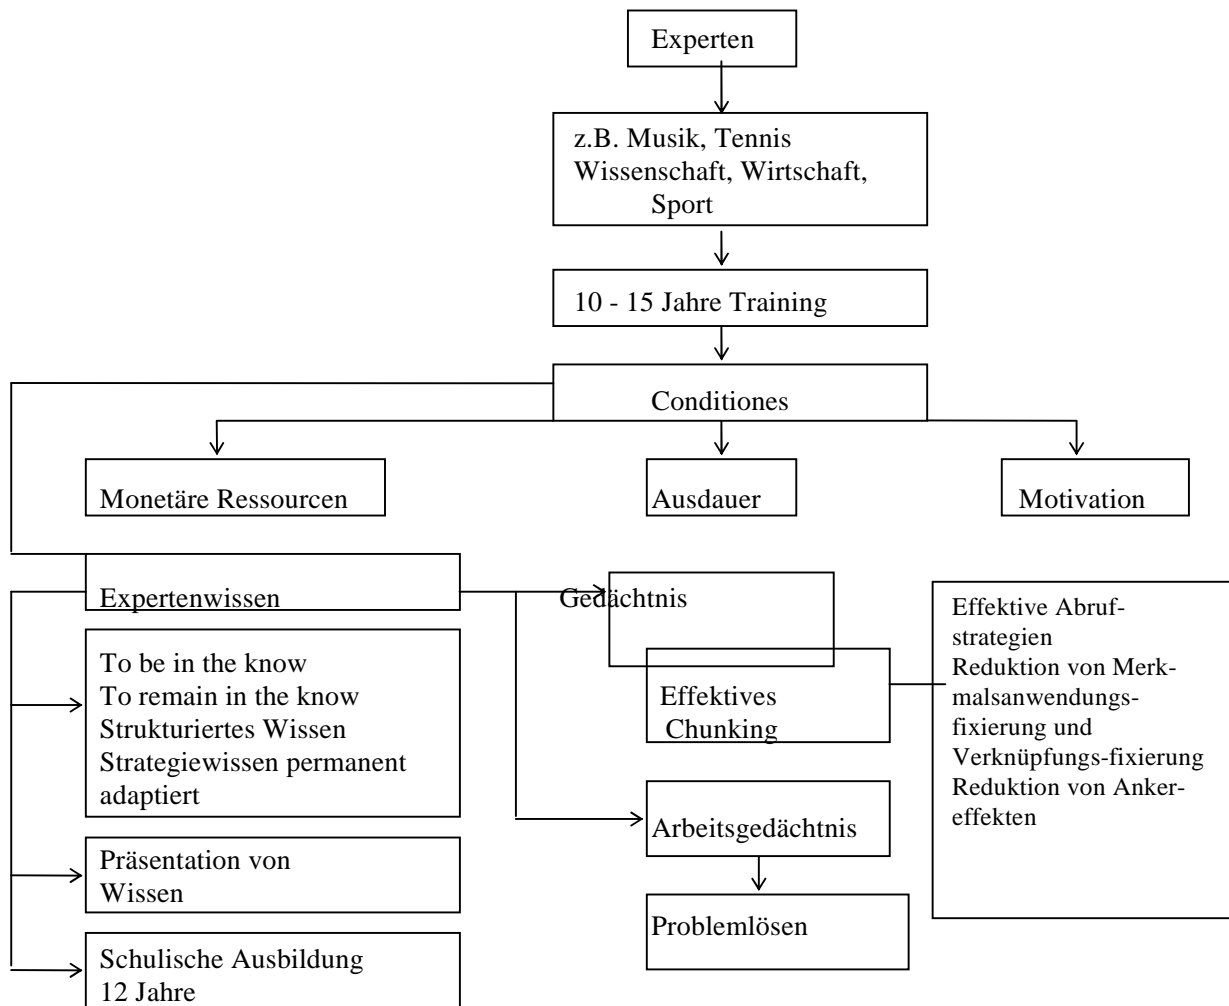 Experten
z.B. Musik, Tennis
Wissenschaft, Wirtschaft,
Sport
10 - 15 Jahre Training
Conditiones
Monetäre Ressourcen
Ausdauer
Motivation
Expertenwissen
To be in the know
To remain in the know
Strukturiertes Wissen
Strategiewissen permanent
adaptiert
Präsentation von
Wissen
Schulische Ausbildung
12 Jahre
Gedächtnis
Effektives
Chunking
Arbeitsgedächtnis
Problemlösen
Effektive Abruf-
strategien
Reduktion von Merk-
malsanwendungs-
fixierung und
Verknüpfungs-fixierung
Reduktion von Anker-
effekten